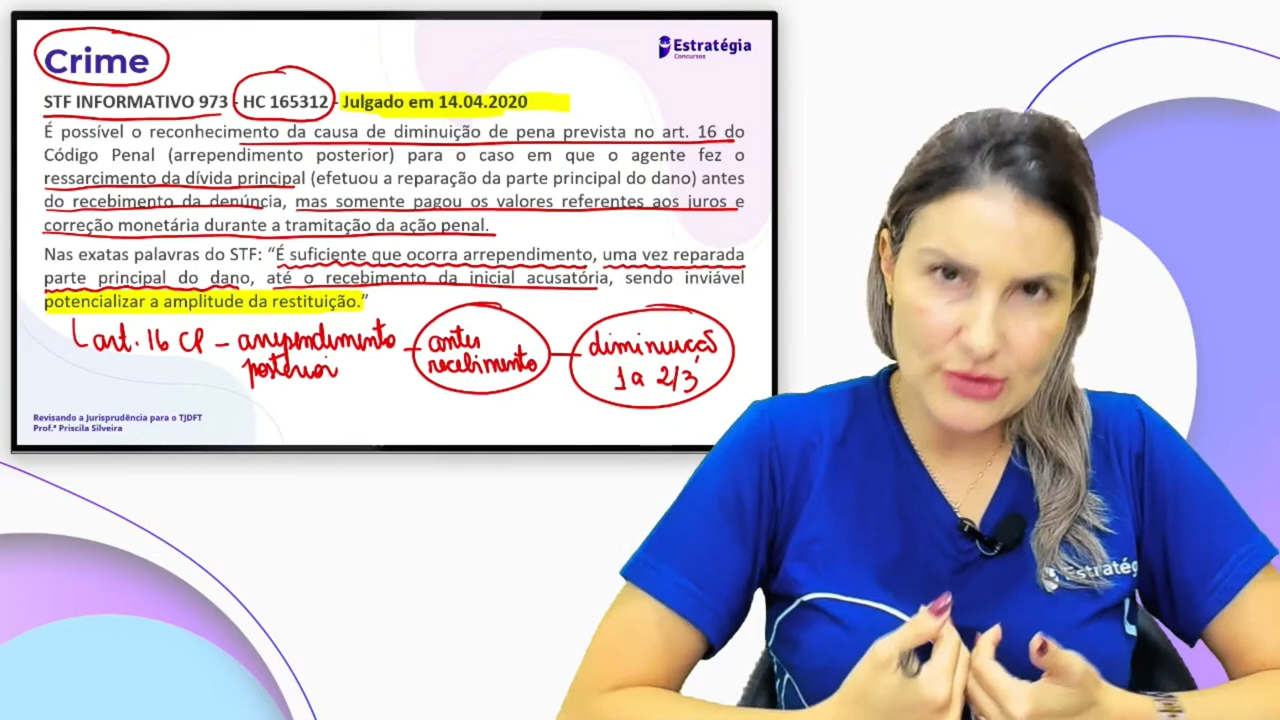 Crime
Estratégia
Concursos
STF INFORMATIVO 973 - HC 165312 - Julgado em 14.04.2020
É possível o reconhecimento da causa de diminuição de pena prevista no art. 16 do
Código Penal (arrependimento posterior) para o caso em que o agente fez o
ressarcimento da dívida principal (efetuou a reparação da parte principal do dano) antes
do recebimento da denúncia, mas somente pagou os valores referentes aos juros e
correção monetária durante a tramitação da ação penal.
Nas exatas palavras do STF: “É suficiente que ocorra arrependimento, uma vez reparada
parte principal do dano, até o recebimento da inicial acusatória, sendo inviável
potencializar a amplitude da restituição.”
art. 16 CP - arrependimento posterior - antes recebimento - diminuição 1 a 2/3
Revisando a Jurisprudência para o TJDFT
Prof.ª Priscila Silveira
Estratég